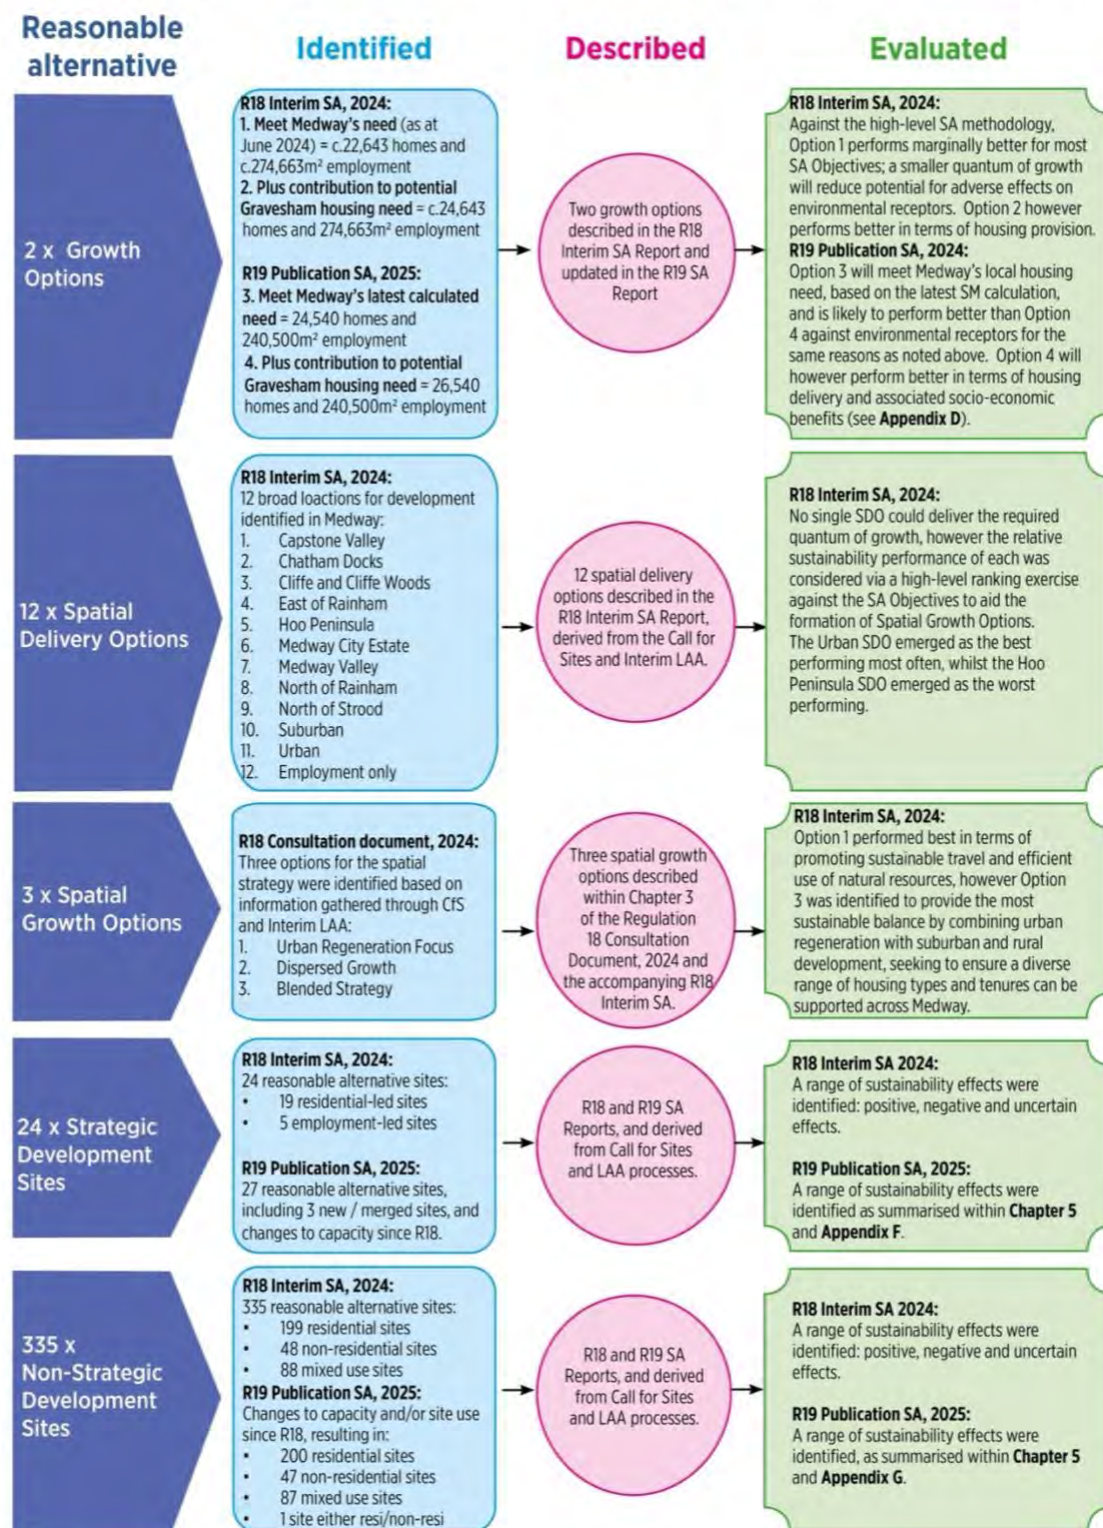 Reasonable
alternative
Identified
Described
Evaluated
2 x Growth
Options
R18 Interim SA, 2024:
1. Meet Medway's need (as at
June 2024) = c.22,643 homes and
c.274,663m² employment
2. Plus contribution to potential
Gravesham housing need = c.24,643
homes and 274,663m² employment
R19 Publication SA, 2025:
3. Meet Medway's latest calculated
need = 24,540 homes and
240,500m² employment
4. Plus contribution to potential
Gravesham housing need = 26,540
homes and 240,500m² employment
Two growth options
described in the R18
Interim SA Report and
updated in the R19 SA
Report
R18 Interim SA, 2024:
Against the high-level SA methodology,
Option 1 performs marginally better for most
SA Objectives; a smaller quantum of growth
will reduce potential for adverse effects on
environmental receptors. Option 2 however
performs better in terms of housing provision.
R19 Publication SA, 2024:
Option 3 will meet Medway's local housing
need, based on the latest SM calculation,
and is likely to perform better than Option
4 against environmental receptors for the
same reasons as noted above. Option 4 will
however perform better in terms of housing
delivery and associated socio-economic
benefits (see Appendix D).
12 x Spatial
Delivery Options
R18 Interim SA, 2024:
12 broad loactions for development
identified in Medway:
1. Capstone Valley
2. Chatham Docks
3. Cliffe and Cliffe Woods
4. East of Rainham
5. Hoo Peninsula
6. Medway City Estate
7. Medway Valley
8. North of Rainham
9. North of Strood
10. Suburban
11. Urban
12. Employment only
12 spatial delivery
options described in the
R18 Interim SA Report,
derived from the Call for
Sites and Interim LAA.
R18 Interim SA, 2024:
No single SDO could deliver the required
quantum of growth, however the relative
sustainability performance of each was
considered via a high-level ranking exercise
against the SA Objectives to aid the
formation of Spatial Growth Options.
The Urban SDO emerged as the best
performing most often, whilst the Hoo
Peninsula SDO emerged as the worst
performing.
3 x Spatial
Growth Options
R18 Consultation document, 2024:
Three options for the spatial
strategy were identified based on
information gathered through CfS
and Interim LAA:
1. Urban Regeneration Focus
2. Dispersed Growth
3. Blended Strategy
Three spatial growth
options described
within Chapter 3
of the Regulation
18 Consultation
Document, 2024 and
the accompanying R18
Interim SA.
R18 Interim SA, 2024:
Option 1 performed best in terms of
promoting sustainable travel and efficient
use of natural resources, however Option
3 was identified to provide the most
sustainable balance by combining urban
regeneration with suburban and rural
development, seeking to ensure a diverse
range of housing types and tenures can be
supported across Medway.
24 x Strategic
Development
Sites
R18 Interim SA, 2024:
24 reasonable alternative sites:
• 19 residential-led sites
• 5 employment-led sites
R19 Publication SA, 2025:
27 reasonable alternative sites,
including 3 new / merged sites, and
changes to capacity since R18.
R18 and R19 SA
Reports, and derived
from Call for Sites
and LAA processes.
R18 Interim SA, 2024:
A range of sustainability effects were
identified: positive, negative and uncertain
effects.
R19 Publication SA, 2025:
A range of sustainability effects were
identified as summarised within Chapter 5
and Appendix F.
335 x
Non-Strategic
Development
Sites
R18 Interim SA, 2024:
335 reasonable alternative sites:
• 199 residential sites
• 48 non-residential sites
• 88 mixed use sites
R19 Publication SA, 2025:
Changes to capacity and/or site use
since R18, resulting in:
• 200 residential sites
• 47 non-residential sites
• 87 mixed use sites
• 1 site either resi/non-resi
R18 and R19 SA
Reports, and derived
from Call for Sites
and LAA processes.
R18 Interim SA 2024:
A range of sustainability effects were
identified: positive, negative and uncertain
effects.
R19 Publication SA, 2025:
A range of sustainability effects were
identified, as summarised within Chapter 5
and Appendix G.